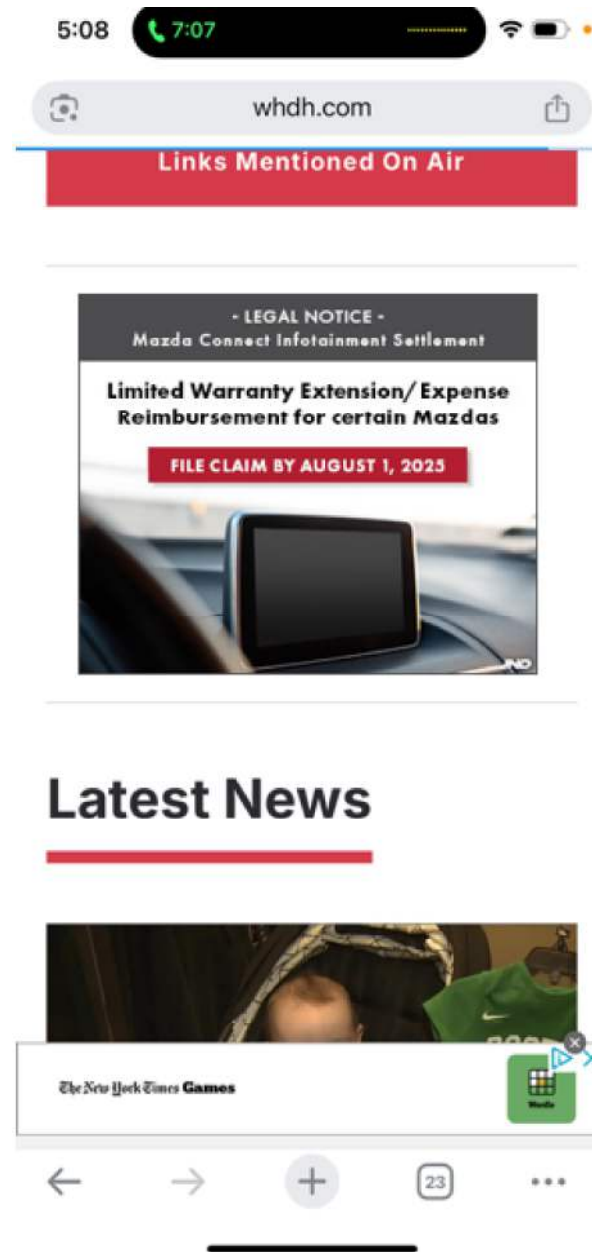 5:08
7:07
whdh.com
Links Mentioned On Air
- LEGAL NOTICE -
Mazda Connect Infotainment Settlement
Limited Warranty Extension/Expense
Reimbursement for certain Mazdas
FILE CLAIM BY AUGUST 1, 2025
JND
Latest News
The New York Times Games
Wordle
23